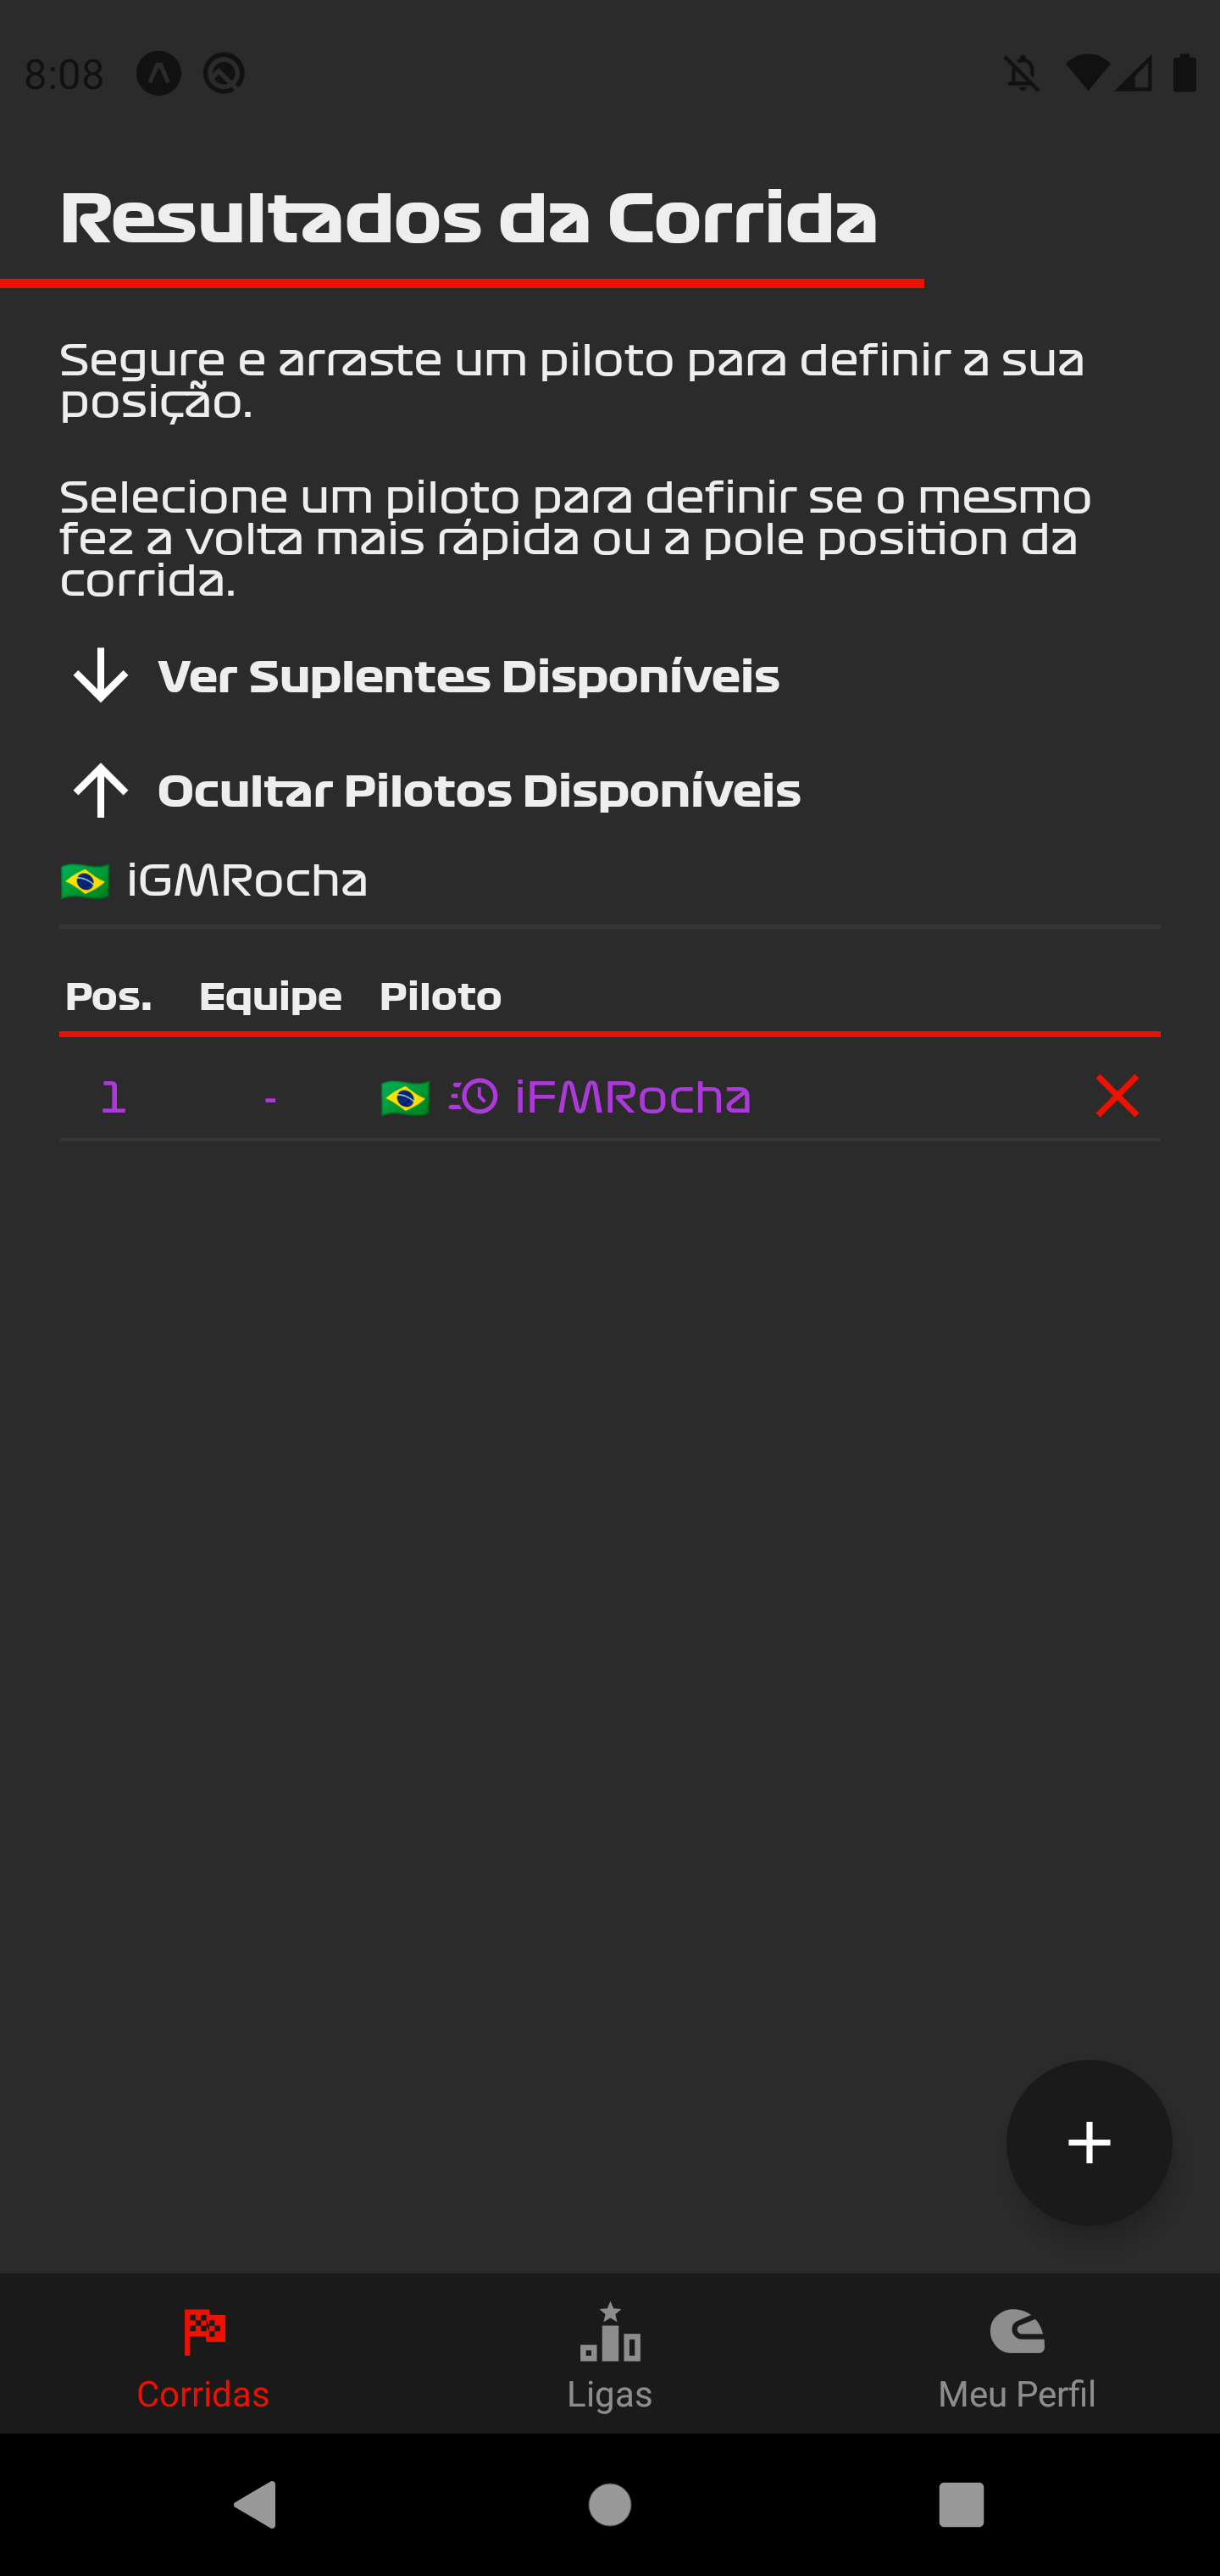 8:08
Resultados da Corrida
Segure e arraste um piloto para definir a sua
posição.
Selecione um piloto para definir se o mesmo
fez a volta mais rápida ou a pole position da
corrida.
Ver Suplentes Disponíveis
Ocultar Pilotos Disponíveis
🇧🇷 iGMRocha
Pos. Equipe Piloto
1 - 🇧🇷 iFMRocha
Corridas Ligas Meu Perfil